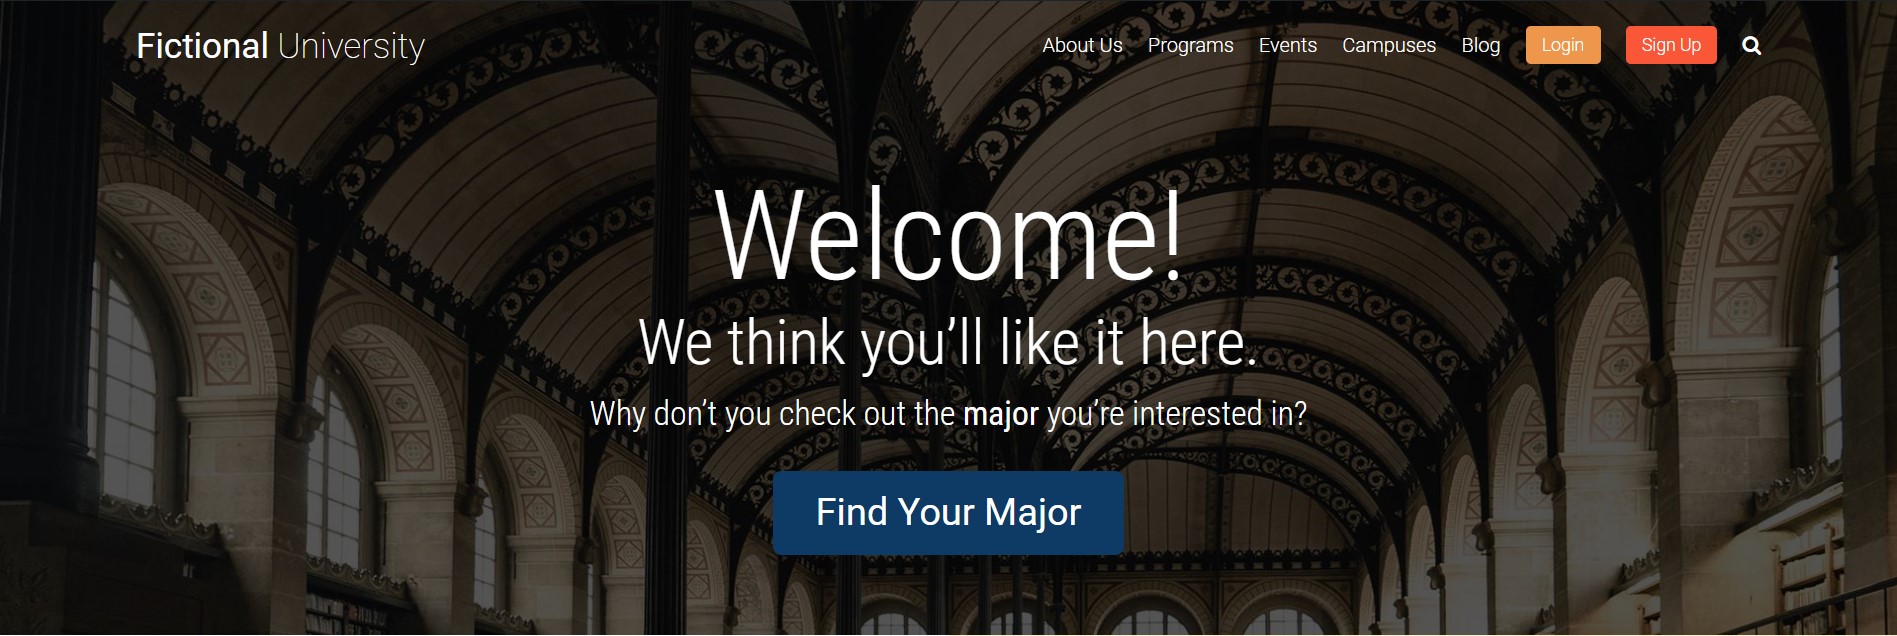 Fictional University
About Us Programs Events Campuses Blog Login Sign Up
Welcome!
We think you’ll like it here.
Why don’t you check out the major you’re interested in?
Find Your Major